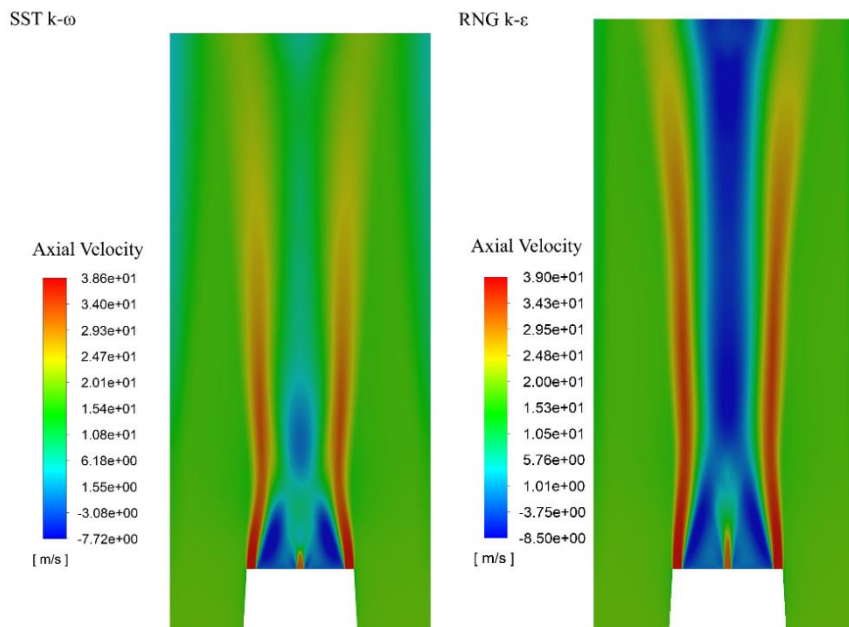 SST k-ω
Axial Velocity
3.86e+01
3.40e+01
2.93e+01
2.47e+01
2.01e+01
1.54e+01
1.08e+01
6.18e+00
1.55e+00
-3.08e+00
-7.72e+00
[ m/s ]
RNG k-ε
Axial Velocity
3.90e+01
3.43e+01
2.95e+01
2.48e+01
2.00e+01
1.53e+01
1.05e+01
5.76e+00
1.01e+00
-3.75e+00
-8.50e+00
[ m/s ]